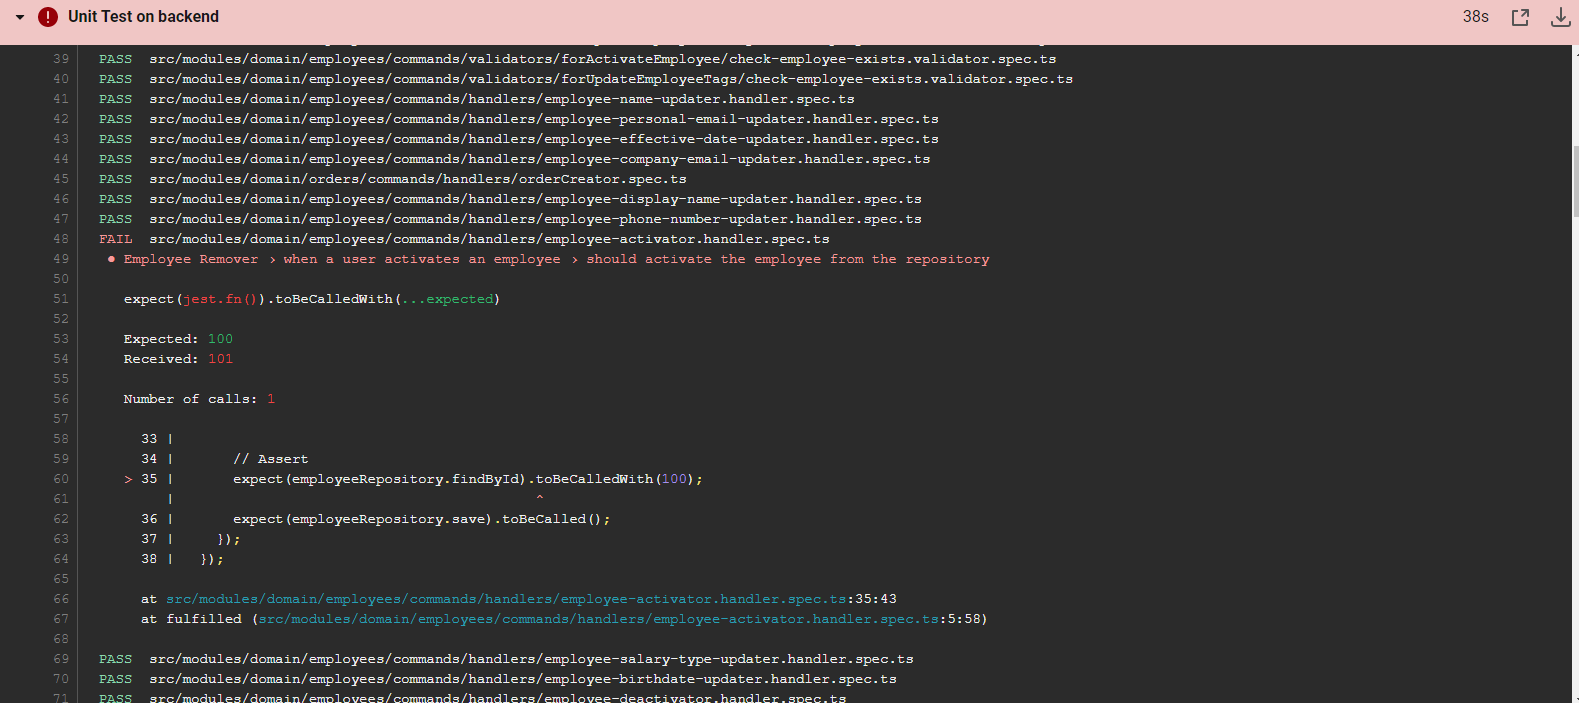 Unit Test on backend 38s
39 PASS src/modules/domain/employees/commands/validators/forActivateEmployee/check-employee-exists.validator.spec.ts
40 PASS src/modules/domain/employees/commands/validators/forUpdateEmployeeTags/check-employee-exists.validator.spec.ts
41 PASS src/modules/domain/employees/commands/handlers/employee-name-updater.handler.spec.ts
42 PASS src/modules/domain/employees/commands/handlers/employee-personal-email-updater.handler.spec.ts
43 PASS src/modules/domain/employees/commands/handlers/employee-effective-date-updater.handler.spec.ts
44 PASS src/modules/domain/employees/commands/handlers/employee-company-email-updater.handler.spec.ts
45 PASS src/modules/domain/orders/commands/handlers/orderCreator.spec.ts
46 PASS src/modules/domain/employees/commands/handlers/employee-display-name-updater.handler.spec.ts
47 PASS src/modules/domain/employees/commands/handlers/employee-phone-number-updater.handler.spec.ts
48 FAIL src/modules/domain/employees/commands/handlers/employee-activator.handler.spec.ts
49 ● Employee Remover › when a user activates an employee › should activate the employee from the repository
50
51 expect(jest.fn()).toBeCalledWith(...expected)
52
53 Expected: 100
54 Received: 101
55
56 Number of calls: 1
57
58 33 |
59 34 | // Assert
60 > 35 | expect(employeeRepository.findById).toBeCalledWith(100);
61 | ^
62 36 | expect(employeeRepository.save).toBeCalled();
63 37 | });
64 38 | });
65
66 at src/modules/domain/employees/commands/handlers/employee-activator.handler.spec.ts:35:43
67 at fulfilled (src/modules/domain/employees/commands/handlers/employee-activator.handler.spec.ts:5:58)
68
69 PASS src/modules/domain/employees/commands/handlers/employee-salary-type-updater.handler.spec.ts
70 PASS src/modules/domain/employees/commands/handlers/employee-birthdate-updater.handler.spec.ts
71 PASS src/modules/domain/employees/commands/handlers/employee-deactivator.handler.spec.ts